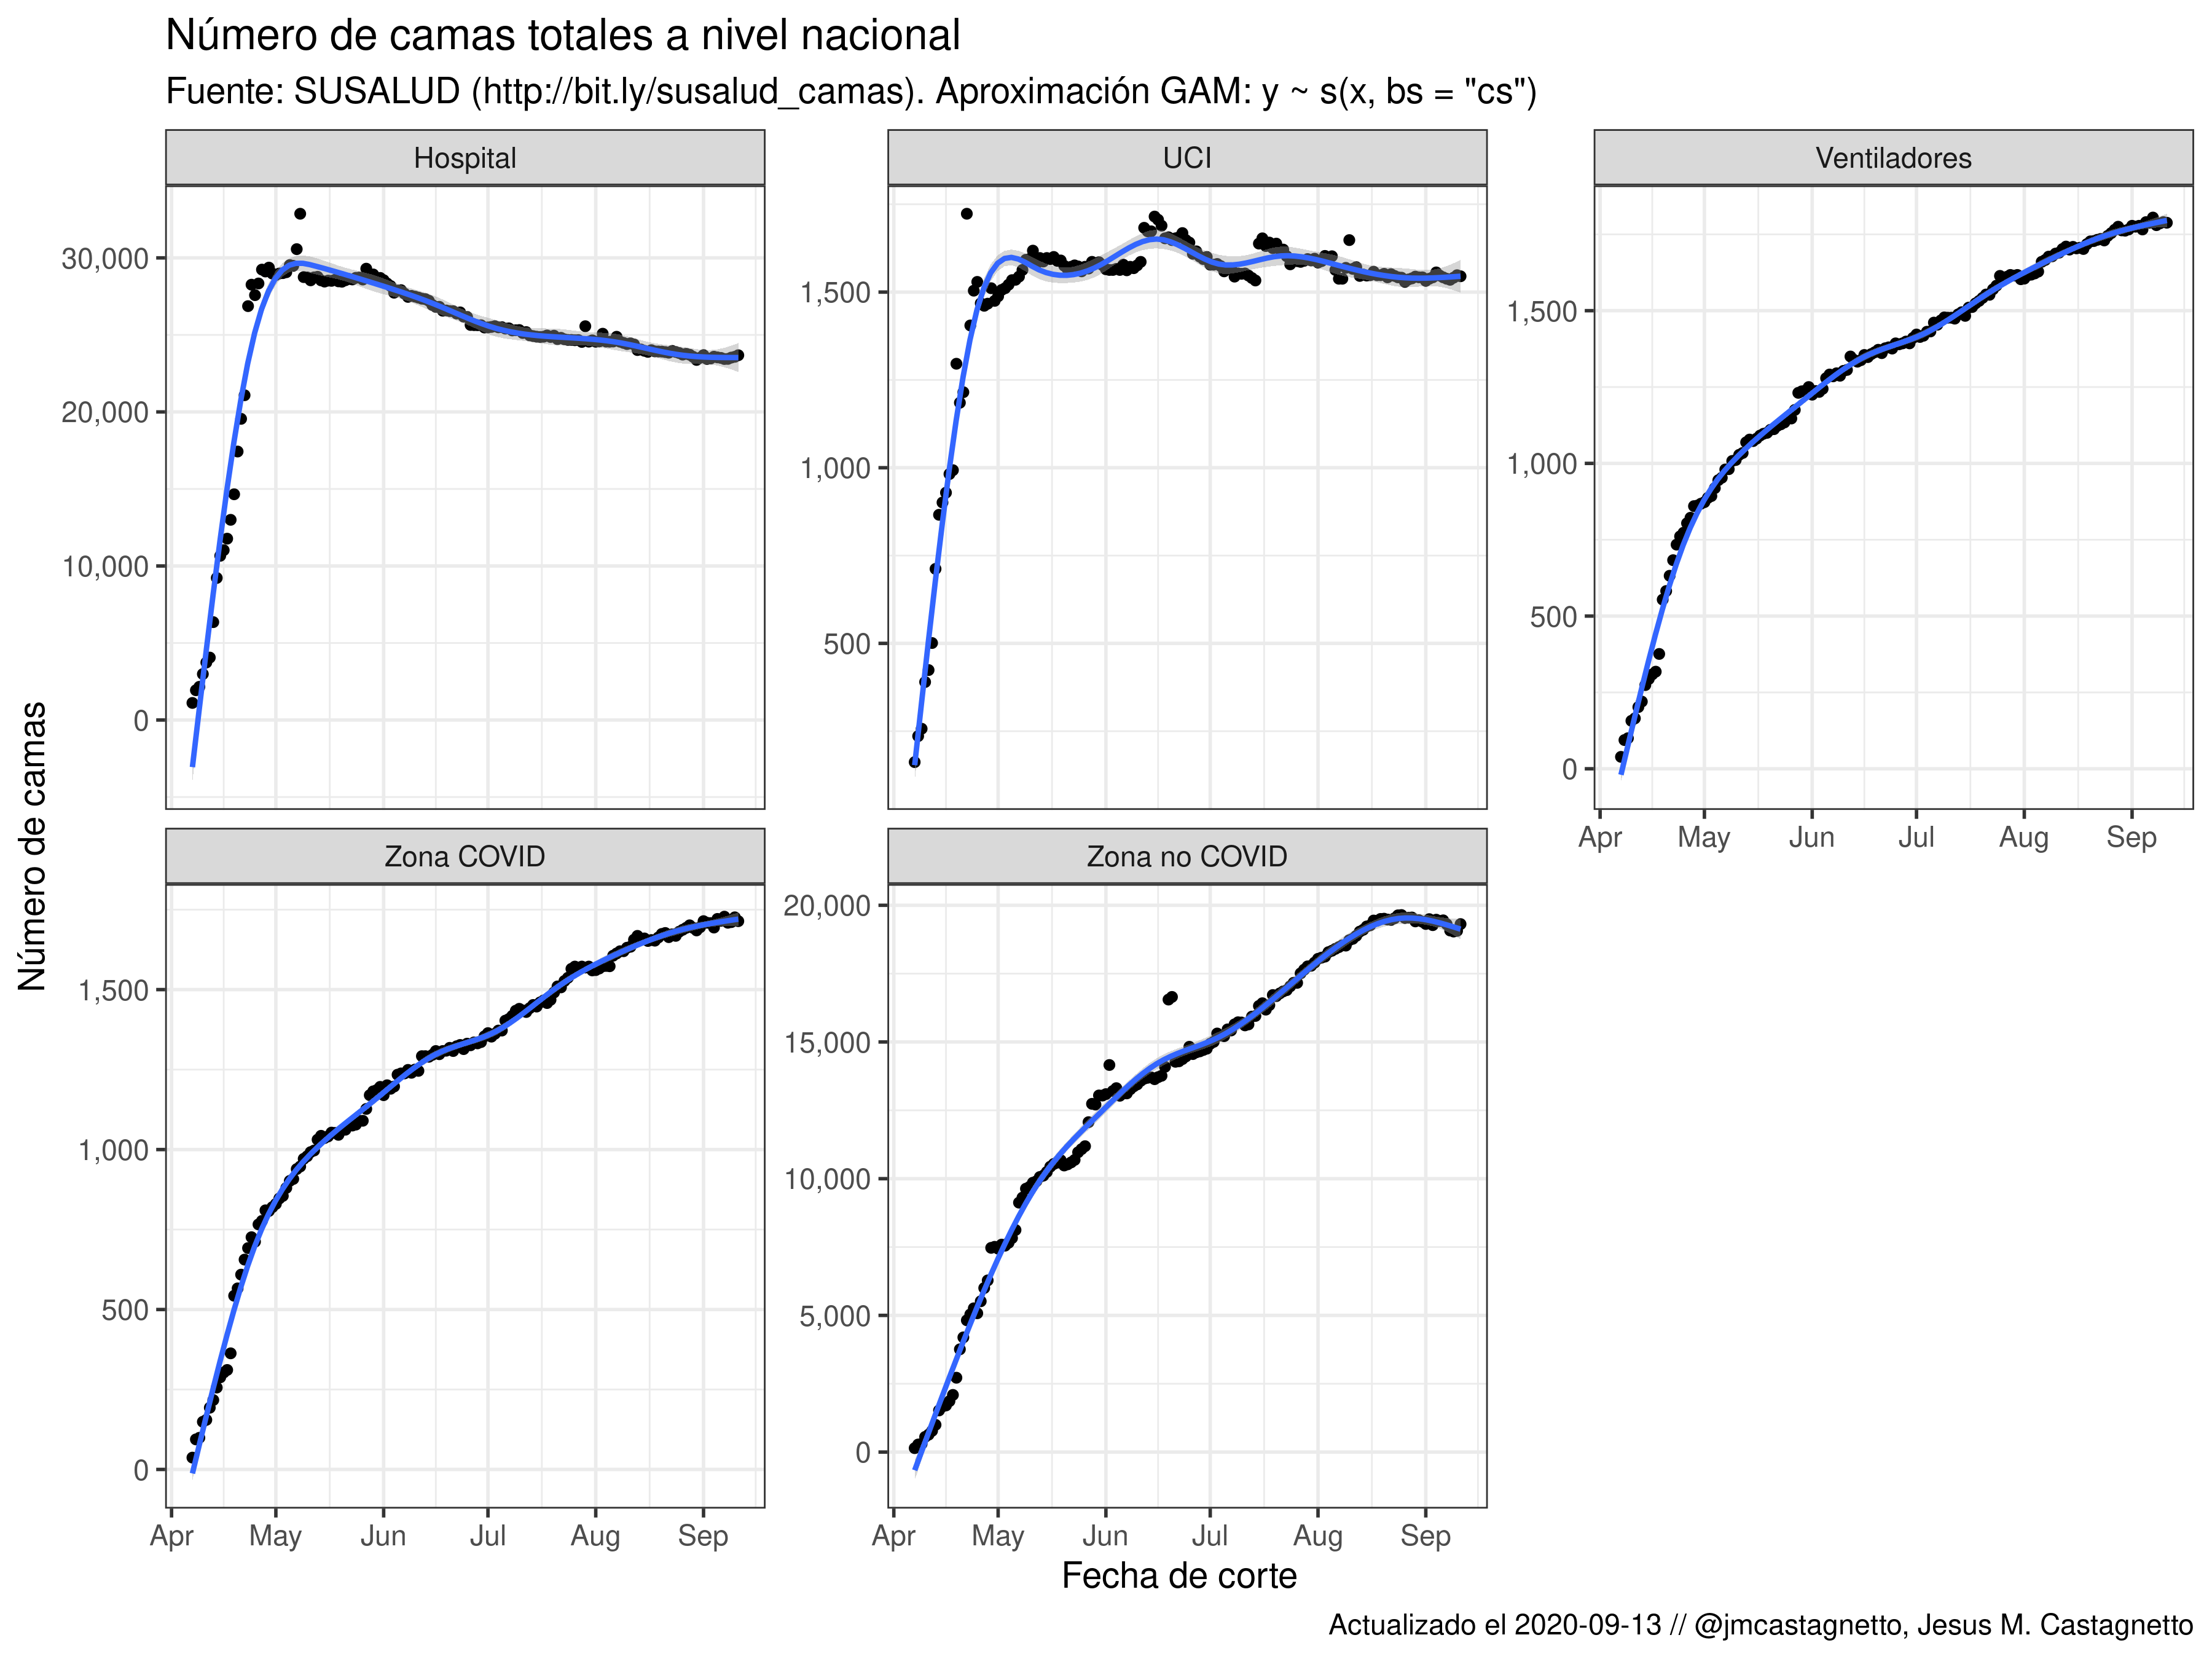 Número de camas totales a nivel nacional
Fuente: SUSALUD (http://bit.ly/susalud_camas). Aproximación GAM: y ~ s(x, bs = "cs")
Número de camas
Hospital
30,000
20,000
10,000
0
UCI
1,500
1,000
500
Ventiladores
1,500
1,000
500
0
Apr May Jun Jul Aug Sep
Zona COVID
1,500
1,000
500
0
Apr May Jun Jul Aug Sep
Zona no COVID
20,000
15,000
10,000
5,000
0
Apr May Jun Jul Aug Sep
Fecha de corte
Actualizado el 2020-09-13 // @jmcastagnetto, Jesus M. Castagnetto